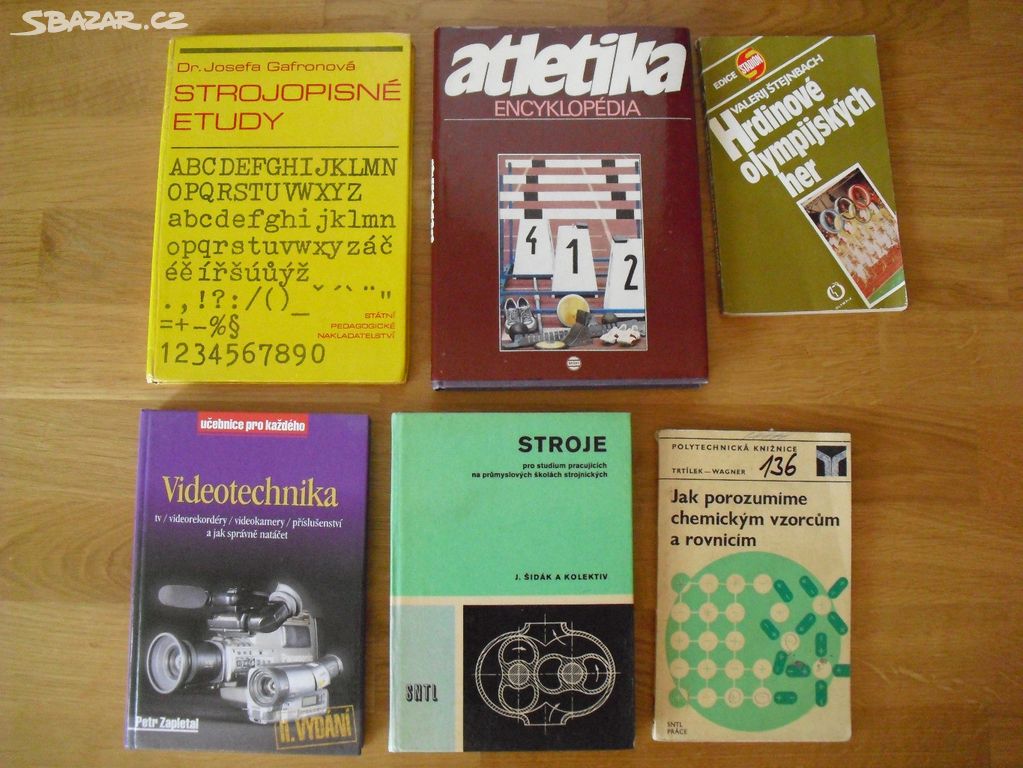 SBAZAR.CZ
Dr. Josefa Gafronová
STROJOPISNÉ
ETUDY
ABCDEFGHIJKLMN
OPQRSTUVWXYZ
abcdefghijklmn
opqrstuvwxyzáč
éěířšúůýž
.,!?:/()_ˇ´`¨"
=+-%§
1234567890
STÁTNÍ
PEDAGOGICKÉ
NAKLADATELSTVÍ
atletika
ENCYKLOPÉDIA
4 1 2
EDICE STADIÓN
VALERIJ ŠTEJNBACH
Hrdinové
olympijských
her
učebnice pro každého
Videotechnika
tv / videorekordéry / videokamery / příslušenství
a jak správně natáčet
Petr Zapletal
II. VYDÁNÍ
STROJE
pro studium pracujících
na průmyslových školách strojnických
J. ŠIDÁK A KOLEKTIV
SNTL
POLYTECHNICKÁ KNIŽNICE
TRTÍLEK — WAGNER
136
Jak porozumíme
chemickým vzorcům
a rovnicím
SNTL
PRÁCE